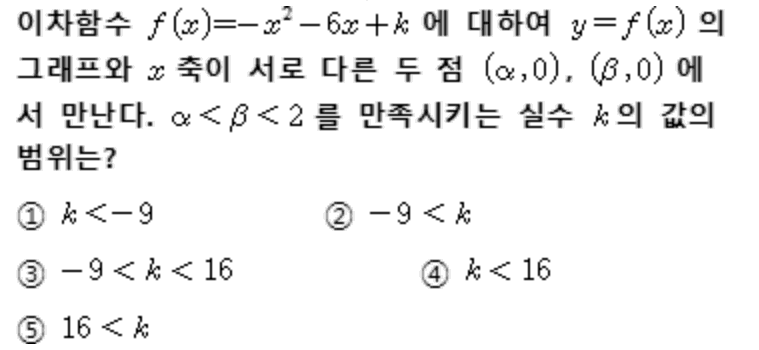 이차함수 f(x)=-x²-6x+k 에 대하여 y=f(x) 의
그래프와 x 축이 서로 다른 두 점 (α,0), (β,0) 에
서 만난다. α<β<2 를 만족시키는 실수 k의 값의
범위는?
① k<-9 ② -9<k
③ -9<k<16 ④ k<16
⑤ 16<k